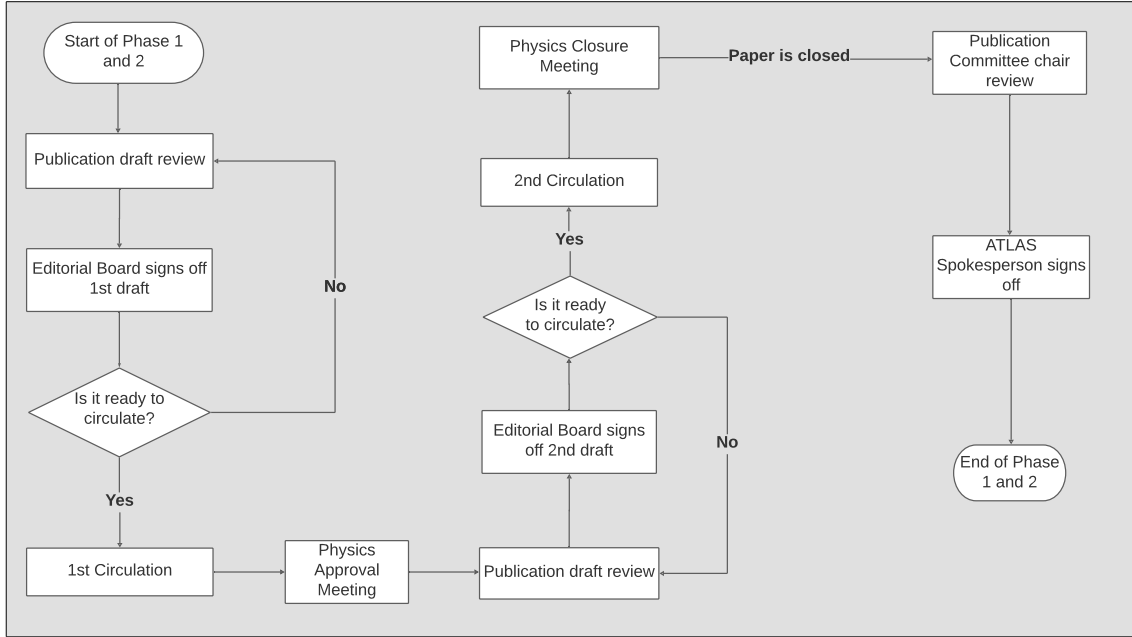 Start of Phase 1
and 2
Publication draft review
Editorial Board signs off
1st draft
No
Is it ready to
circulate?
Yes
1st Circulation
Physics
Approval
Meeting
Publication draft review
Editorial Board signs
off 2nd draft
No
Is it ready
to circulate?
Yes
2nd Circulation
Physics Closure
Meeting
Paper is closed
Publication
Committee chair
review
ATLAS
Spokesperson signs
off
End of Phase
1 and 2